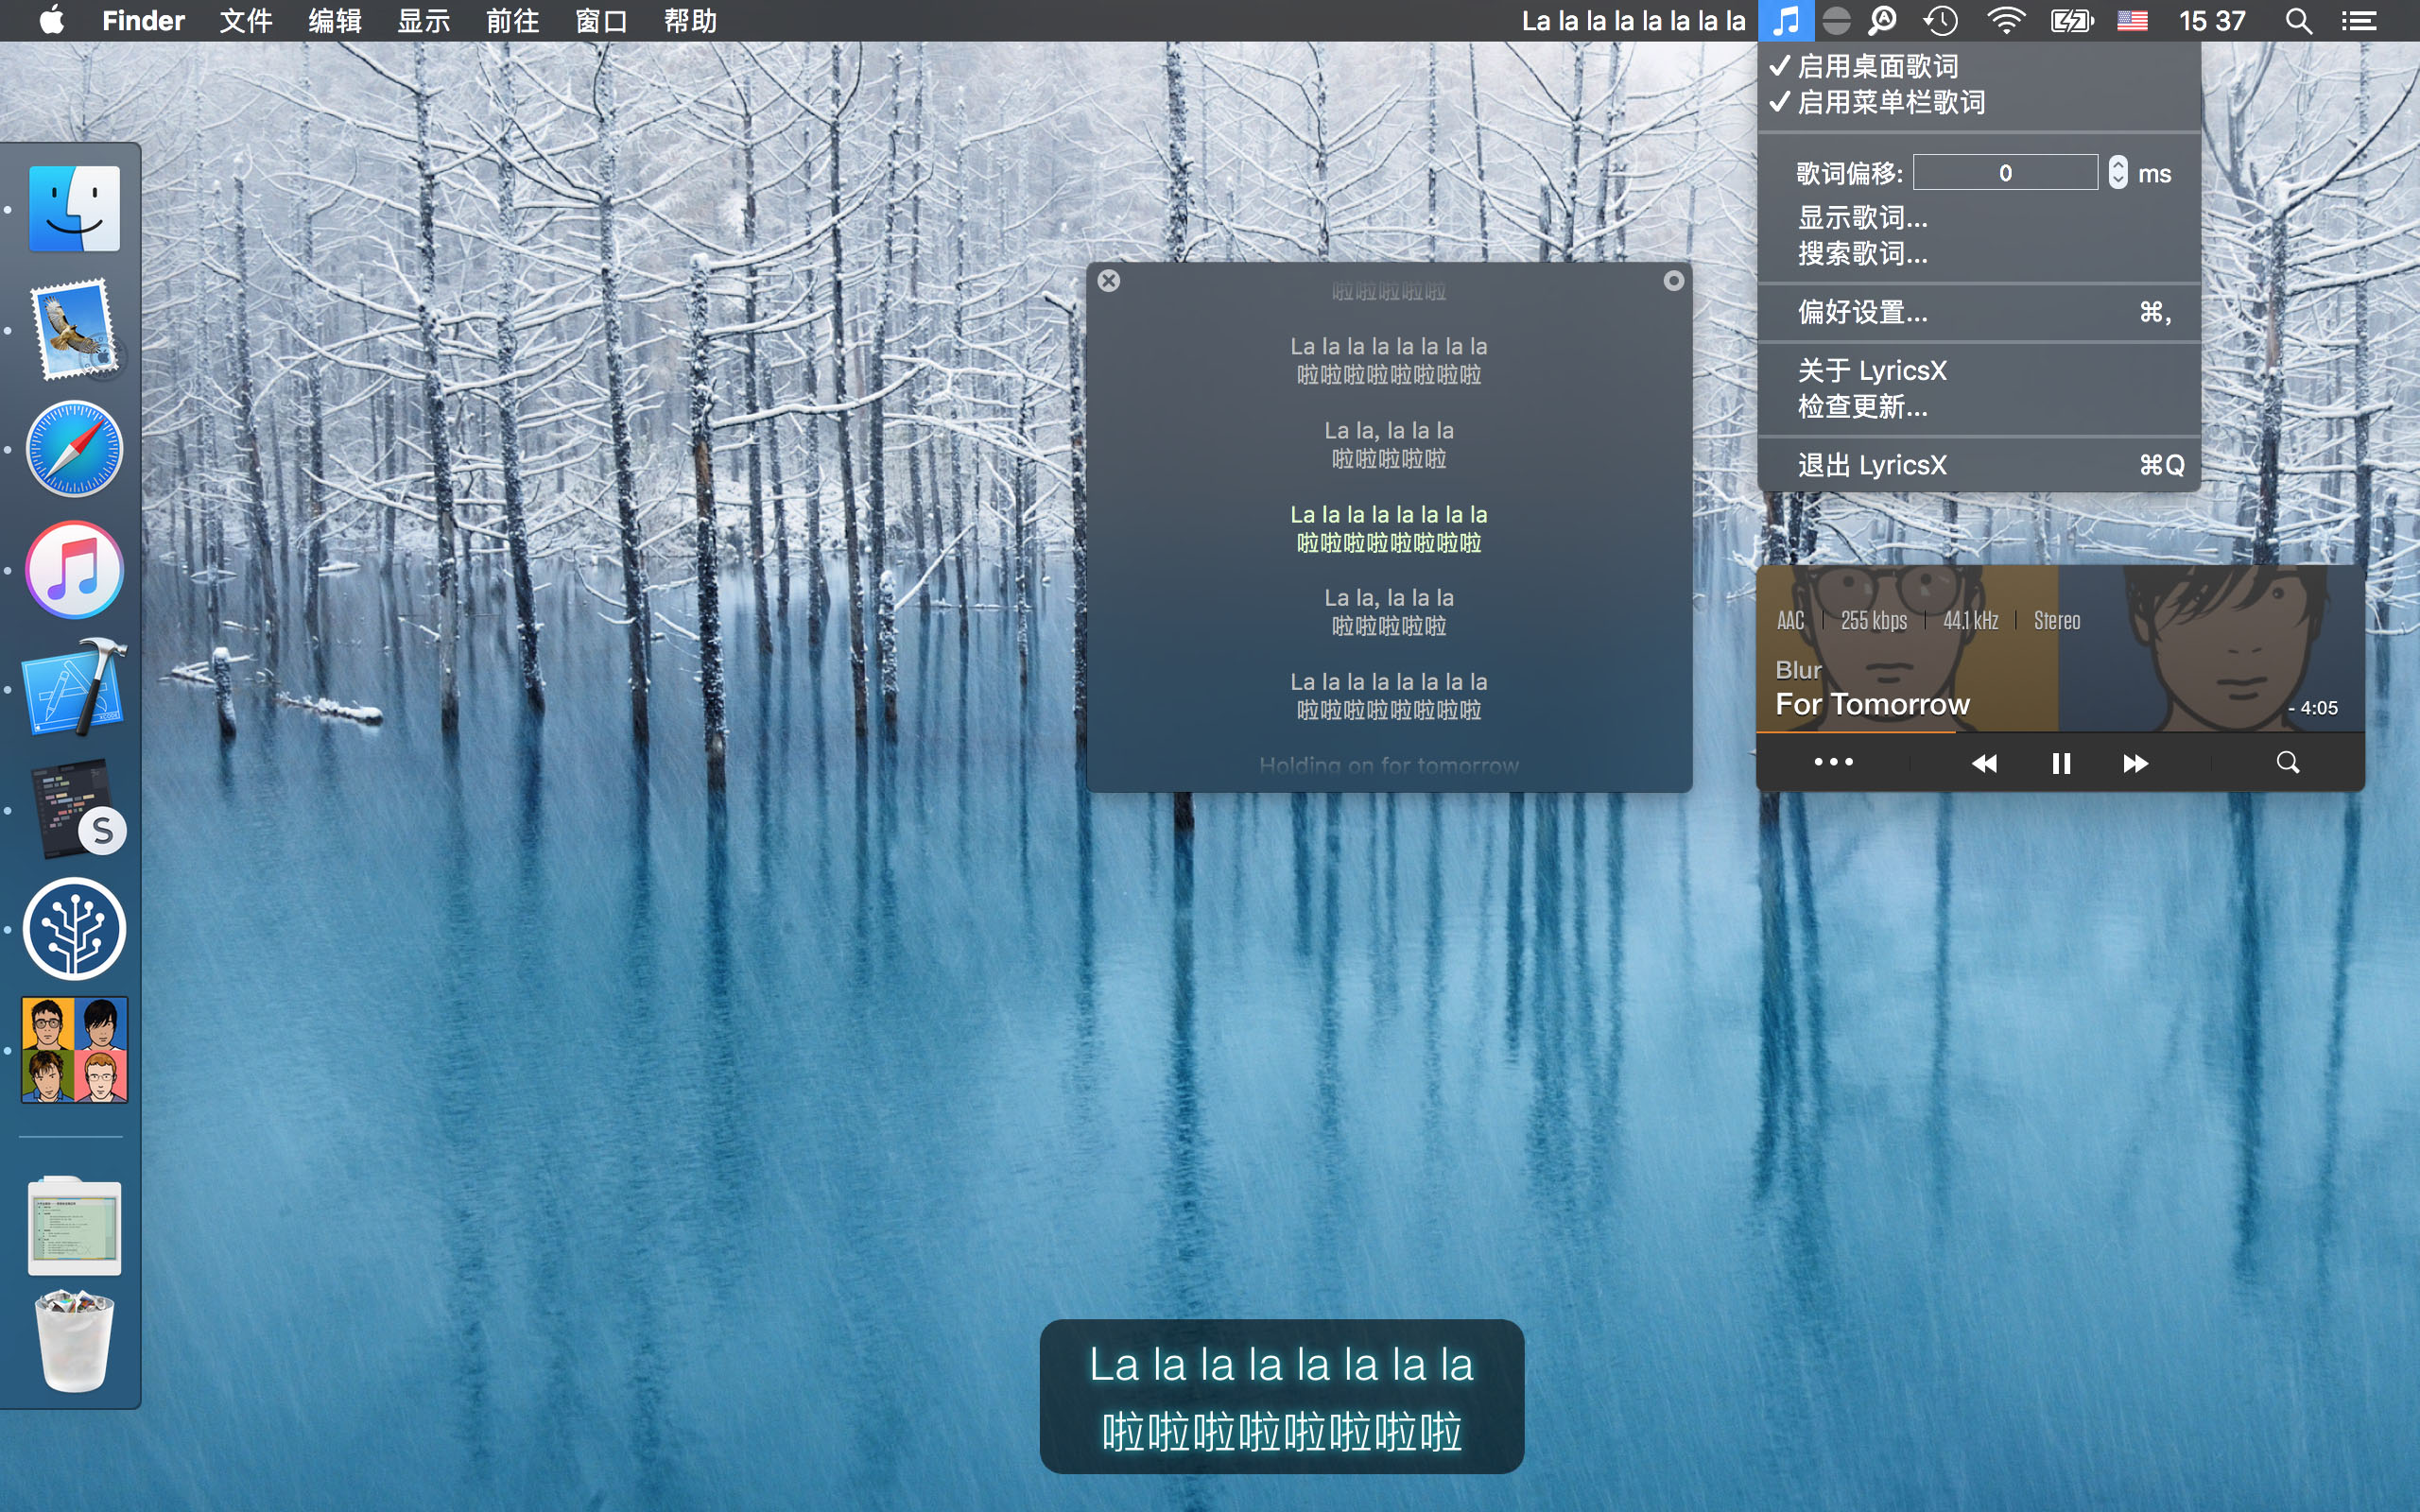 Finder 文件 编辑 显示 前往 窗口 帮助
La la la la la la la la
15 37
启用桌面歌词
启用菜单栏歌词
歌词偏移: 0 ms
显示歌词...
搜索歌词...
偏好设置... ⌘,
关于 LyricsX
检查更新...
退出 LyricsX ⌘Q
啦啦啦啦啦
La la la la la la la la
啦啦啦啦啦啦啦啦
La la, la la la
啦啦啦啦啦
La la la la la la la la
啦啦啦啦啦啦啦啦
La la, la la la
啦啦啦啦啦
La la la la la la la la
啦啦啦啦啦啦啦啦
Holding on for tomorrow
AAC 255 kbps 44.1 kHz Stereo
Blur
For Tomorrow
- 4:05
S
La la la la la la la la
啦啦啦啦啦啦啦啦